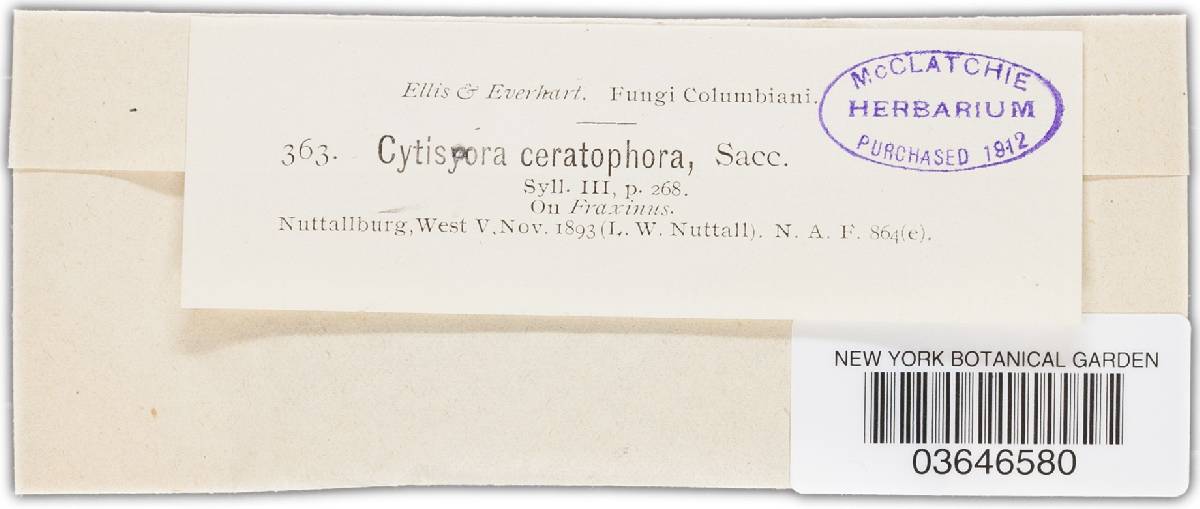 Ellis & Everhart. Fungi Columbiani.
363. Cytispora ceratophora, Sacc.
Syll. III, p. 268.
On Fraxinus.
Nuttallburg, West V, Nov. 1893 (L. W. Nuttall). N. A. F. 864(e).
McCLATCHIE
HERBARIUM
PURCHASED 1912
NEW YORK BOTANICAL GARDEN
03646580